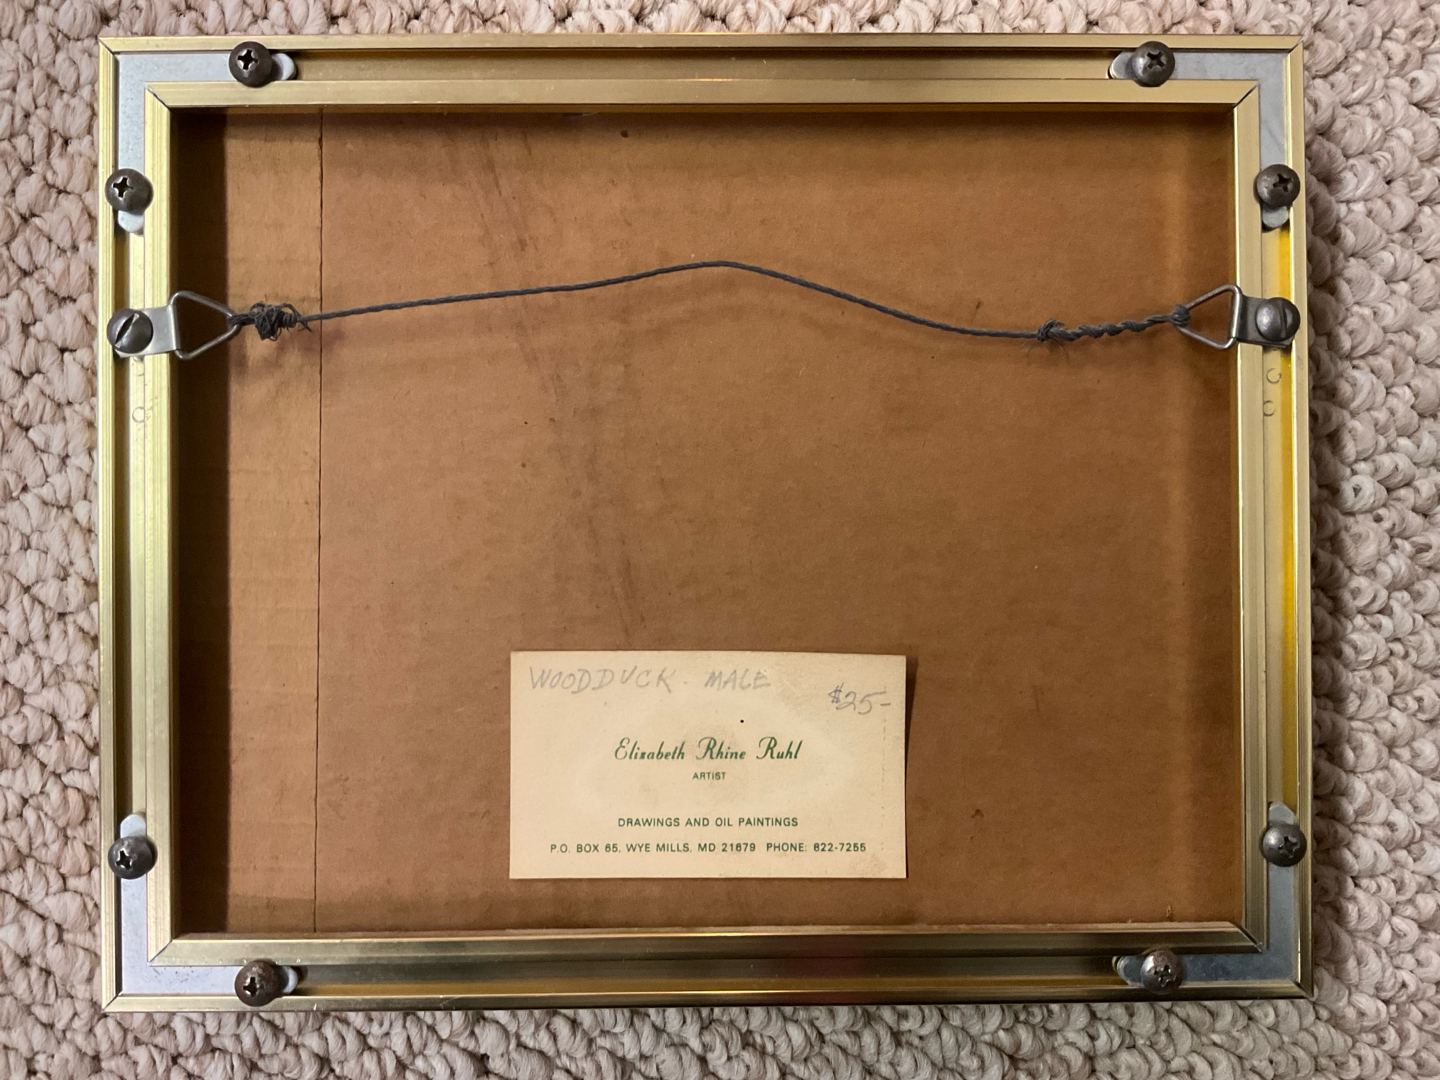 WOODDUCK - MALE
$25-
Elizabeth Rhine Ruhl
ARTIST
DRAWINGS AND OIL PAINTINGS
P.O. BOX 65, WYE MILLS, MD 21679 PHONE: 822-7255